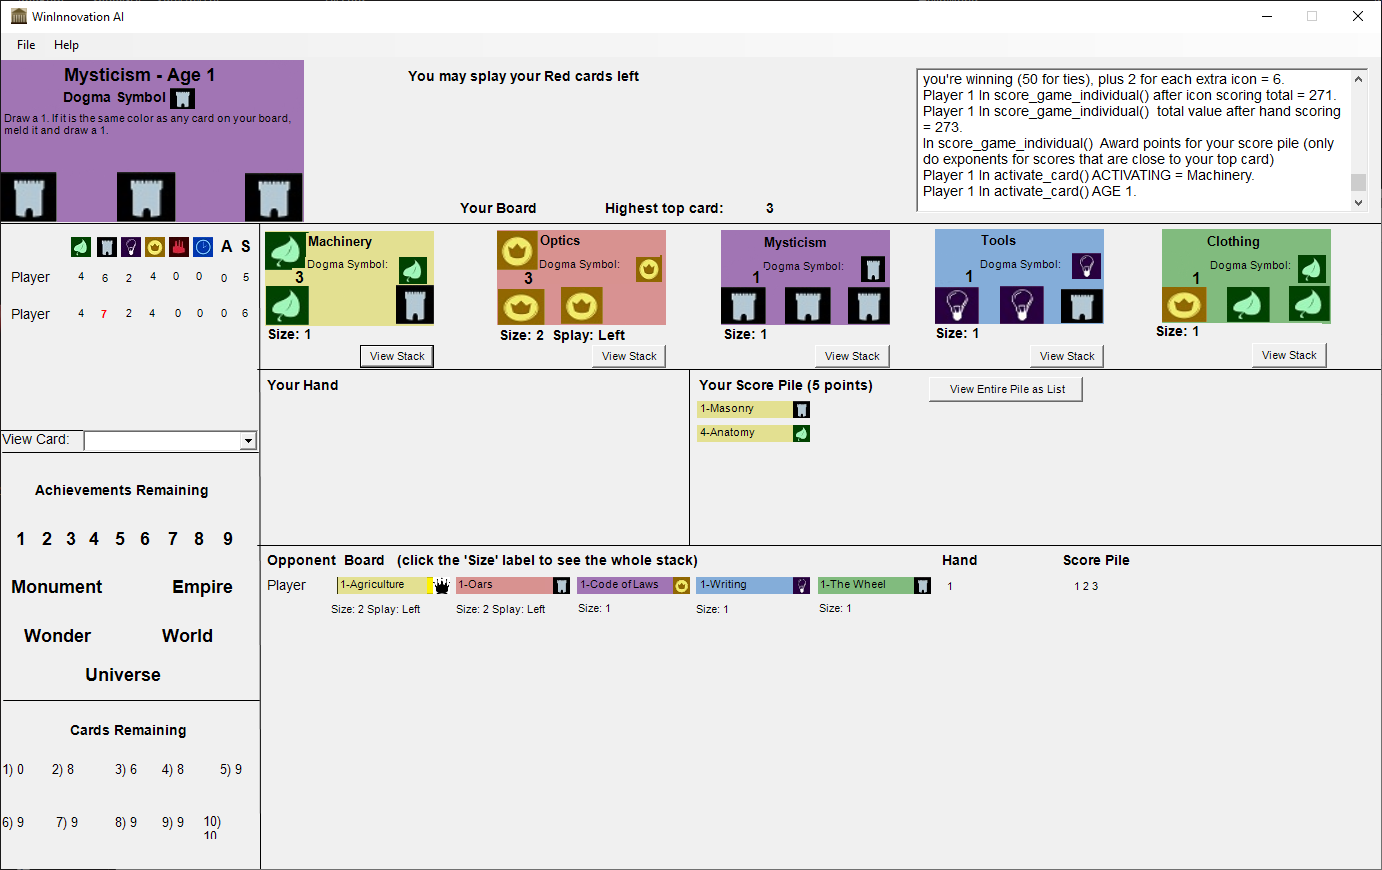 WinInnovation AI
File Help
Mysticism - Age 1
Dogma Symbol
Draw a 1. If it is the same color as any card on your board,
meld it and draw a 1.
You may splay your Red cards left
you're winning (50 for ties), plus 2 for each extra icon = 6.
Player 1 In score_game_individual() after icon scoring total = 271.
Player 1 In score_game_individual()  total value after hand scoring
= 273.
In score_game_individual()  Award points for your score pile (only
do exponents for scores that are close to your top card)
Player 1 In activate_card() ACTIVATING = Machinery.
Player 1 In activate_card() AGE 1.
Your Board Highest top card: 3
A S
Player 4 6 2 4 0 0 0 5
Player 4 7 2 4 0 0 0 6
Machinery
Dogma Symbol:
3
Size: 1
View Stack
Optics
Dogma Symbol:
3
Size: 2 Splay: Left
View Stack
Mysticism
Dogma Symbol:
1
Size: 1
View Stack
Tools
Dogma Symbol:
1
Size: 1
View Stack
Clothing
Dogma Symbol:
1
Size: 1
View Stack
Your Hand
Your Score Pile (5 points)
View Entire Pile as List
1-Masonry
4-Anatomy
View Card:
Achievements Remaining
1 2 3 4 5 6 7 8 9
Monument Empire
Wonder World
Universe
Cards Remaining
1) 0 2) 8 3) 6 4) 8 5) 9
6) 9 7) 9 8) 9 9) 9 10)
10
Opponent Board (click the 'Size' label to see the whole stack) Hand Score Pile
Player 1-Agriculture 1-Oars 1-Code of Laws 1-Writing 1-The Wheel 1 1 2 3
Size: 2 Splay: Left Size: 2 Splay: Left Size: 1 Size: 1 Size: 1